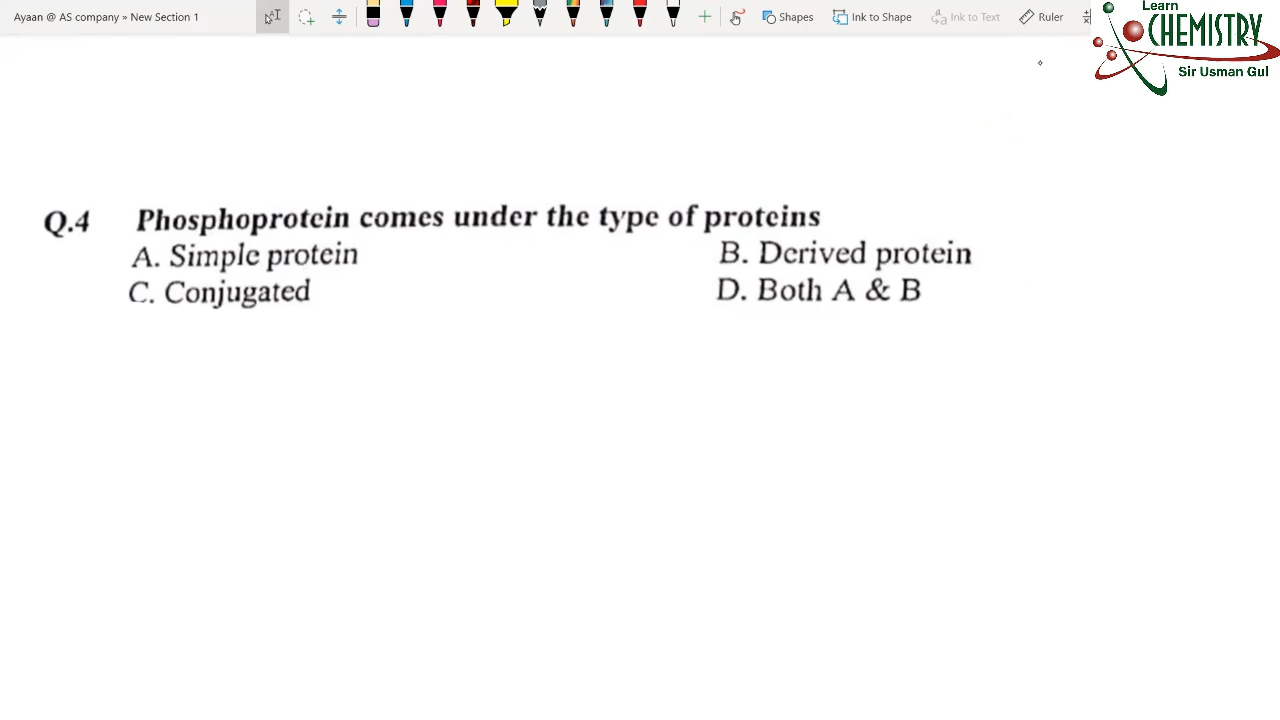 Ayaan @ AS company » New Section 1
Shapes
Ink to Shape
Ink to Text
Ruler
Learn
CHEMISTRY
Sir Usman Gul
Q.4 Phosphoprotein comes under the type of proteins
A. Simple protein B. Derived protein
C. Conjugated D. Both A & B